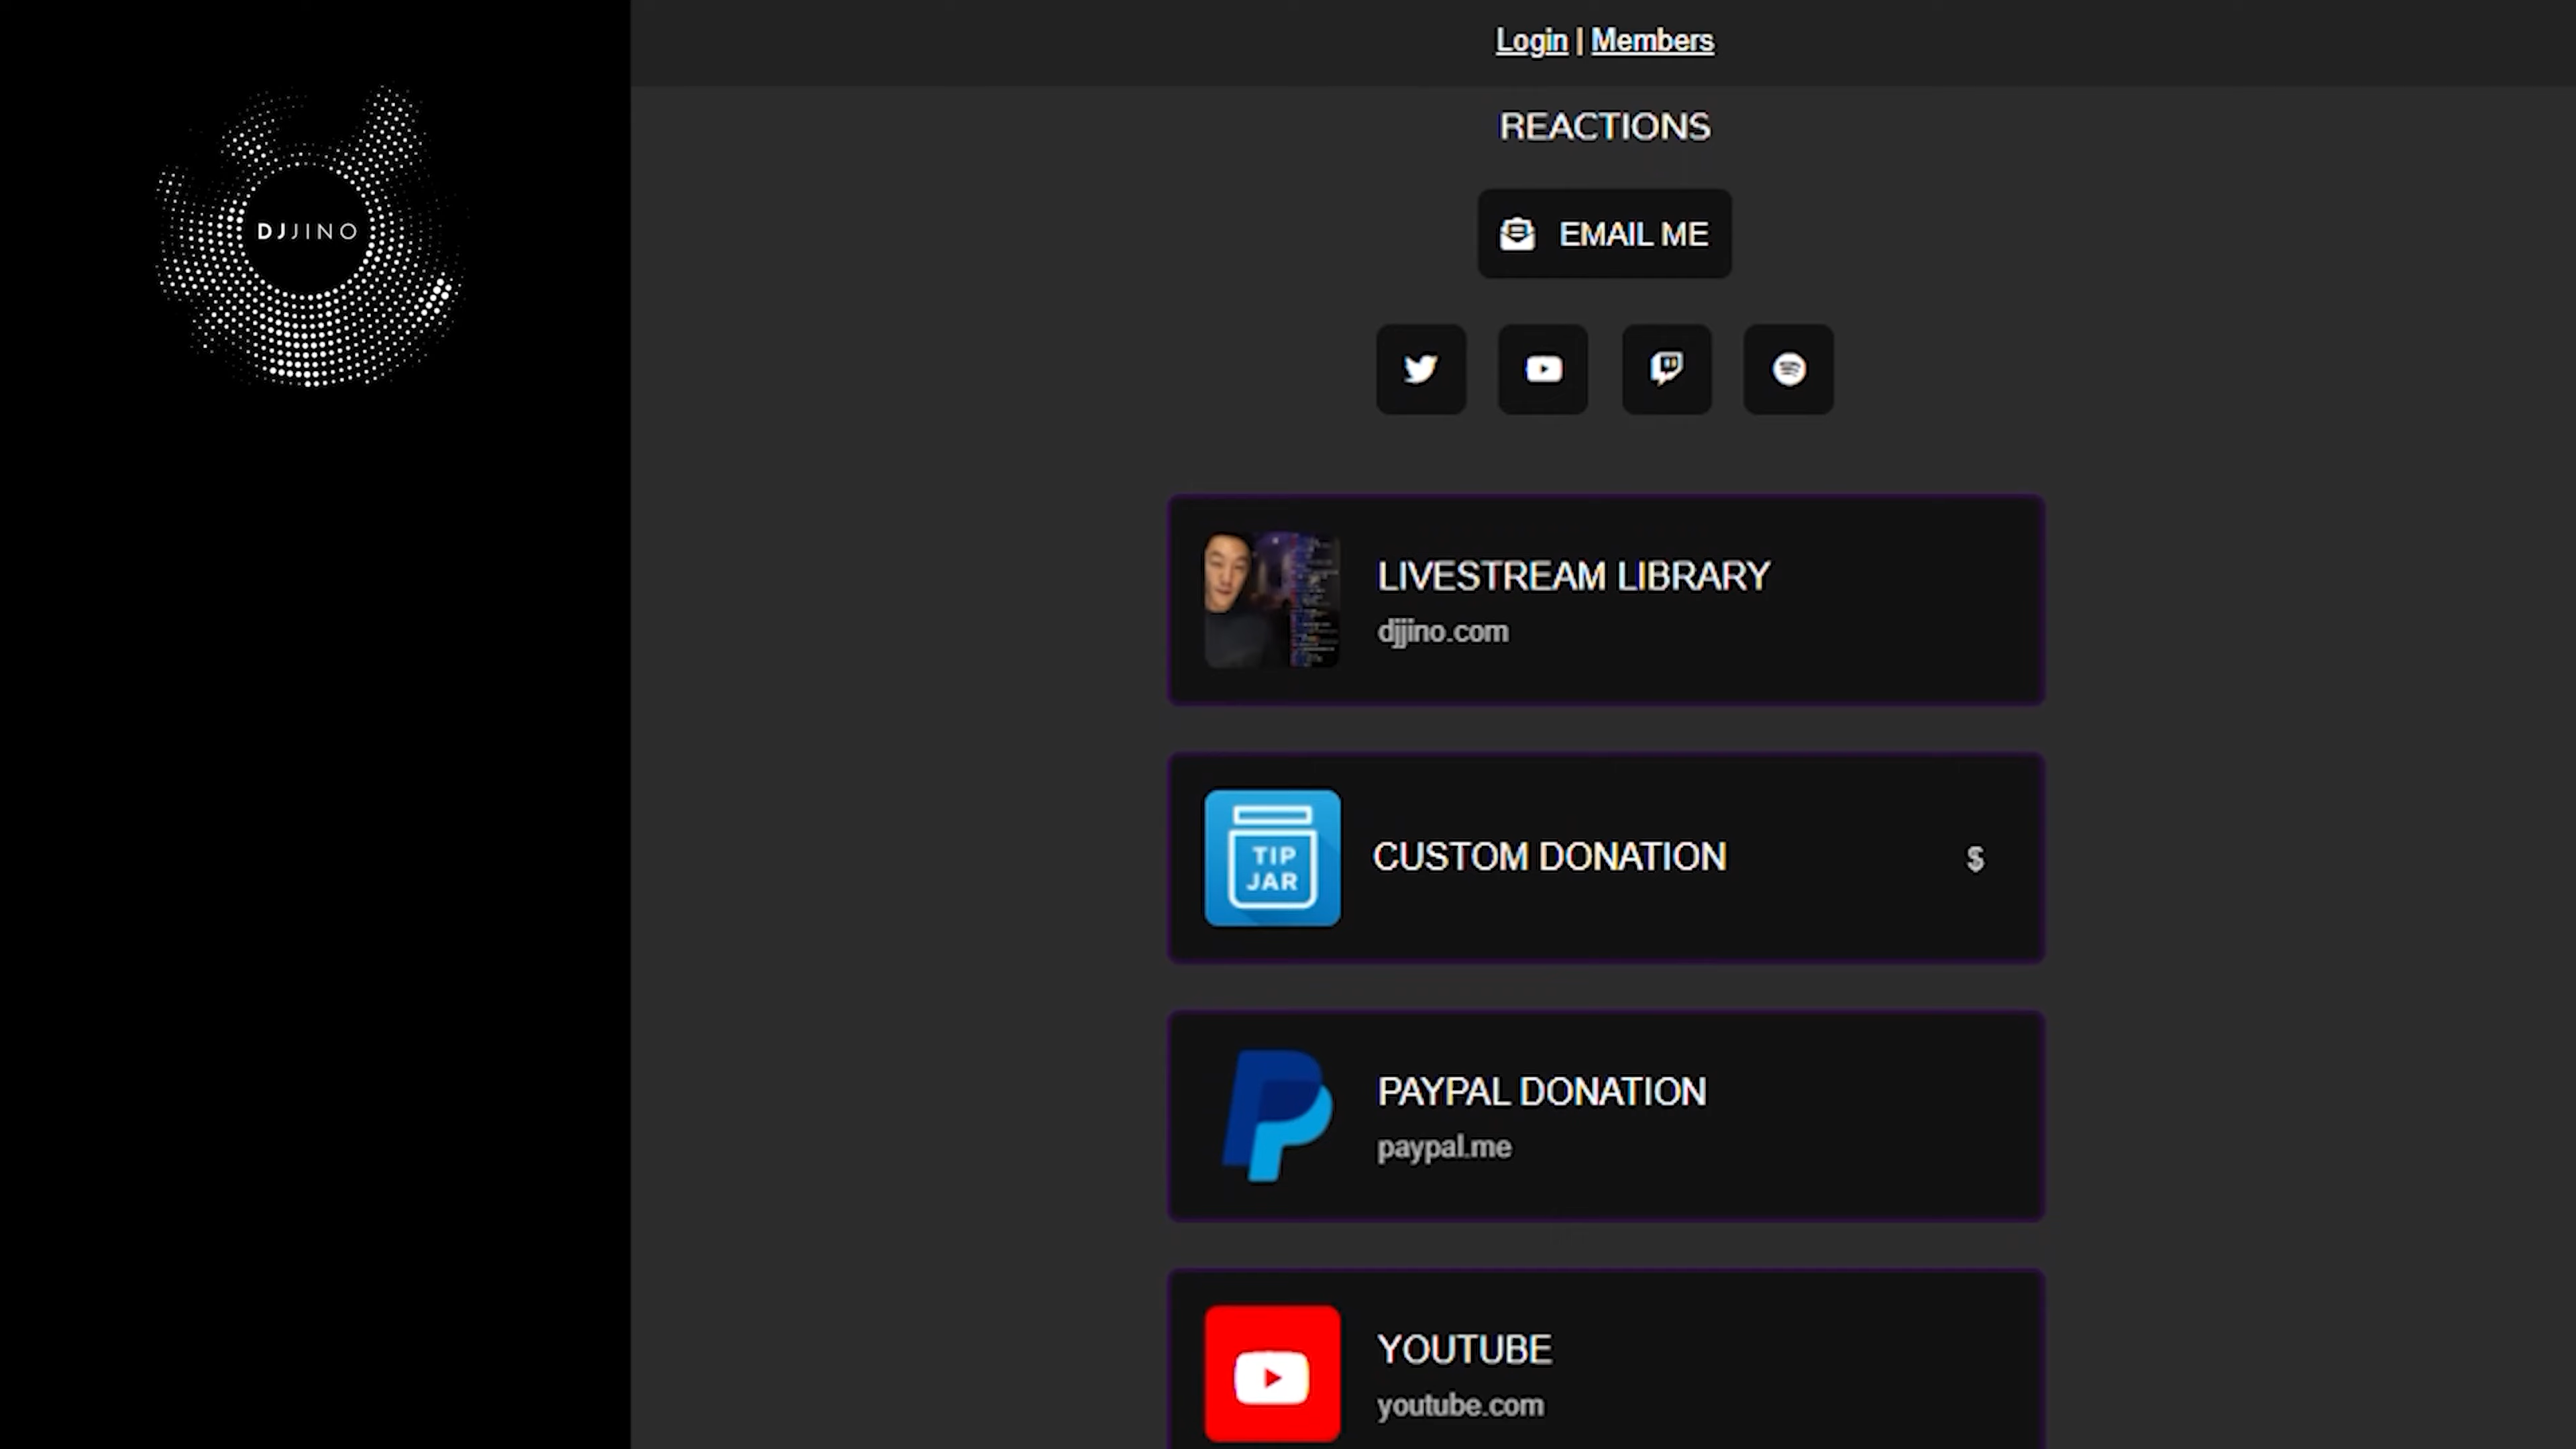 DJJINO
Login | Members
REACTIONS
EMAIL ME
LIVESTREAM LIBRARY
djjino.com
TIP
JAR
CUSTOM DONATION $
PAYPAL DONATION
paypal.me
YOUTUBE
youtube.com